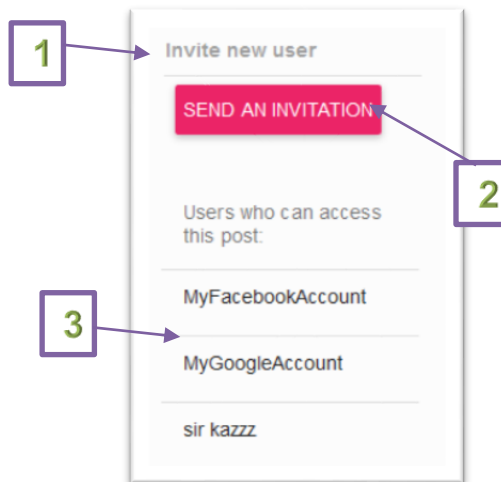 1
Invite new user
SEND AN INVITATION
2
Users who can access
this post:
MyFacebookAccount
3
MyGoogleAccount
sir kazzz